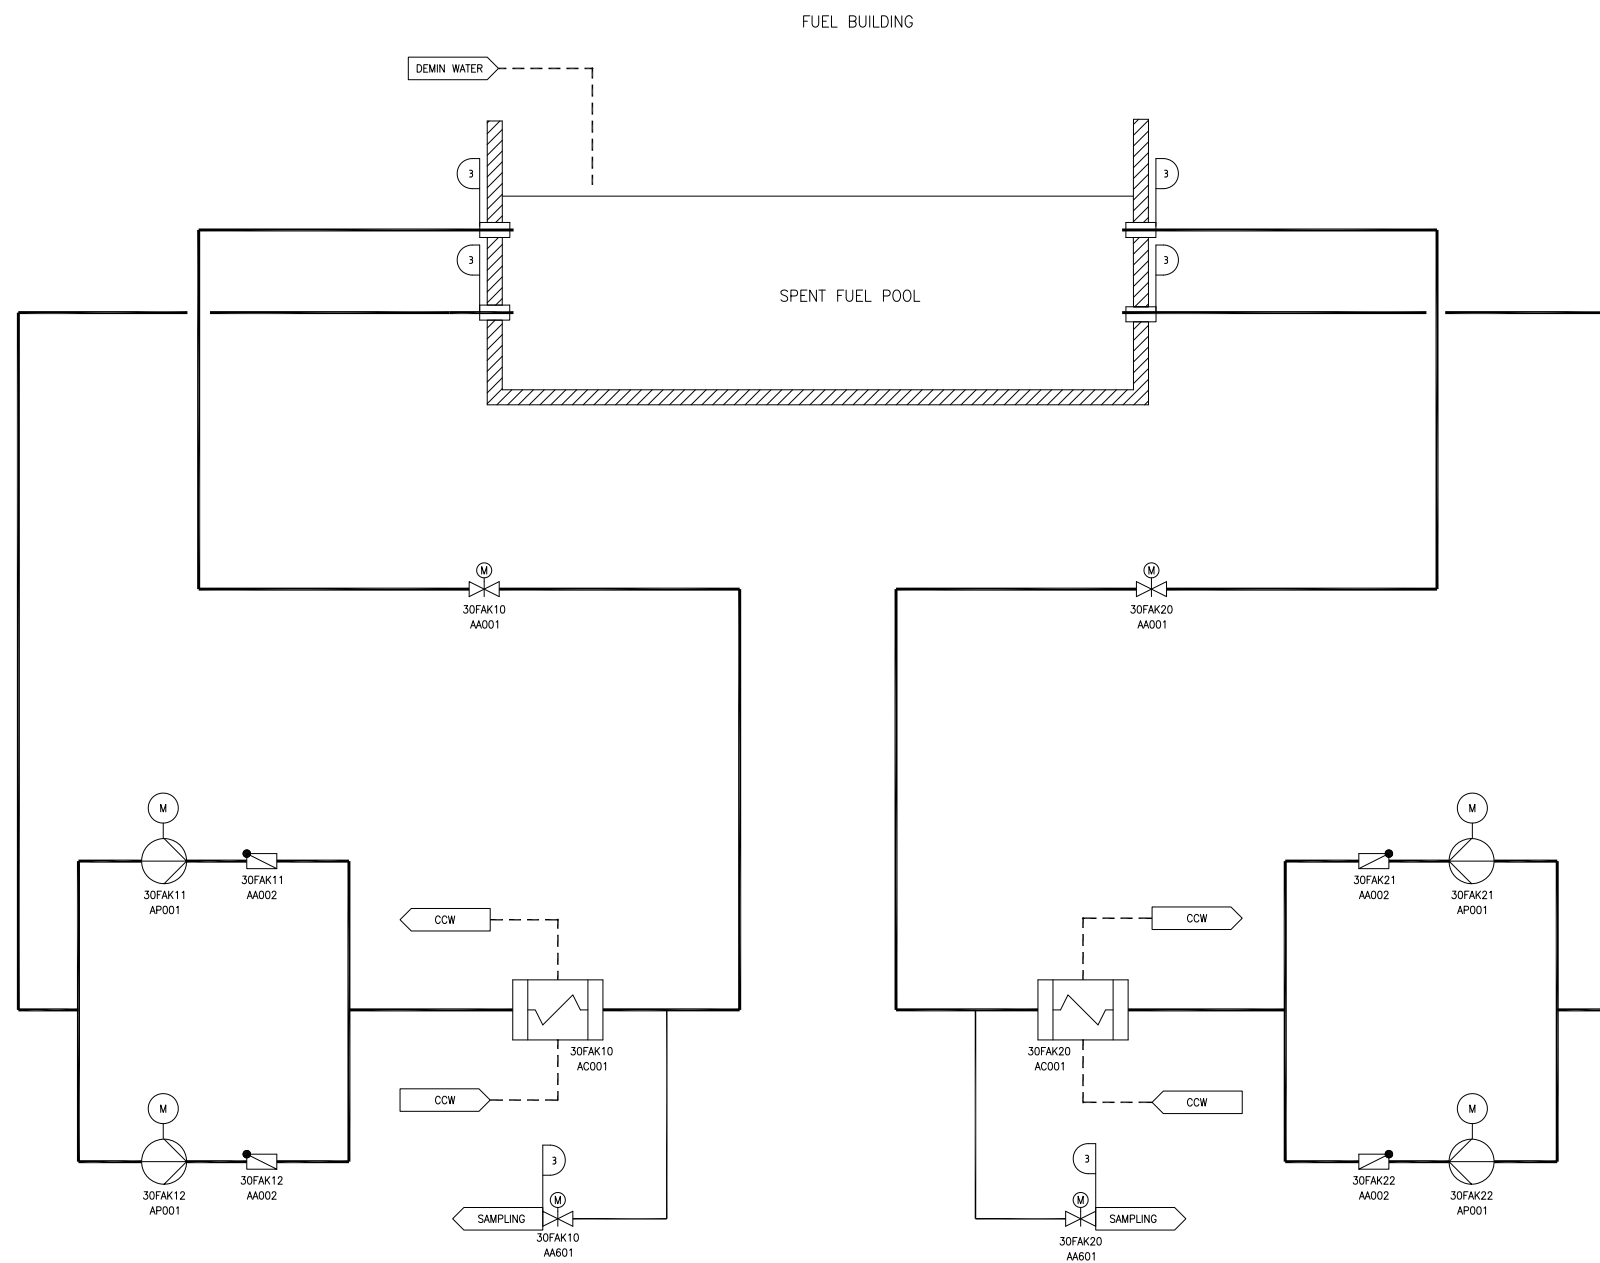 FUEL BUILDING
DEMIN WATER
3
3
3
3
SPENT FUEL POOL
M
30FAK10
AA001
M
30FAK20
AA001
M
30FAK11
AP001
30FAK11
AA002
M
30FAK21
AP001
30FAK21
AA002
CCW
CCW
30FAK10
AC001
30FAK20
AC001
CCW
CCW
M
30FAK12
AP001
30FAK12
AA002
M
30FAK22
AP001
30FAK22
AA002
3
M
SAMPLING
30FAK10
AA601
3
M
SAMPLING
30FAK20
AA601